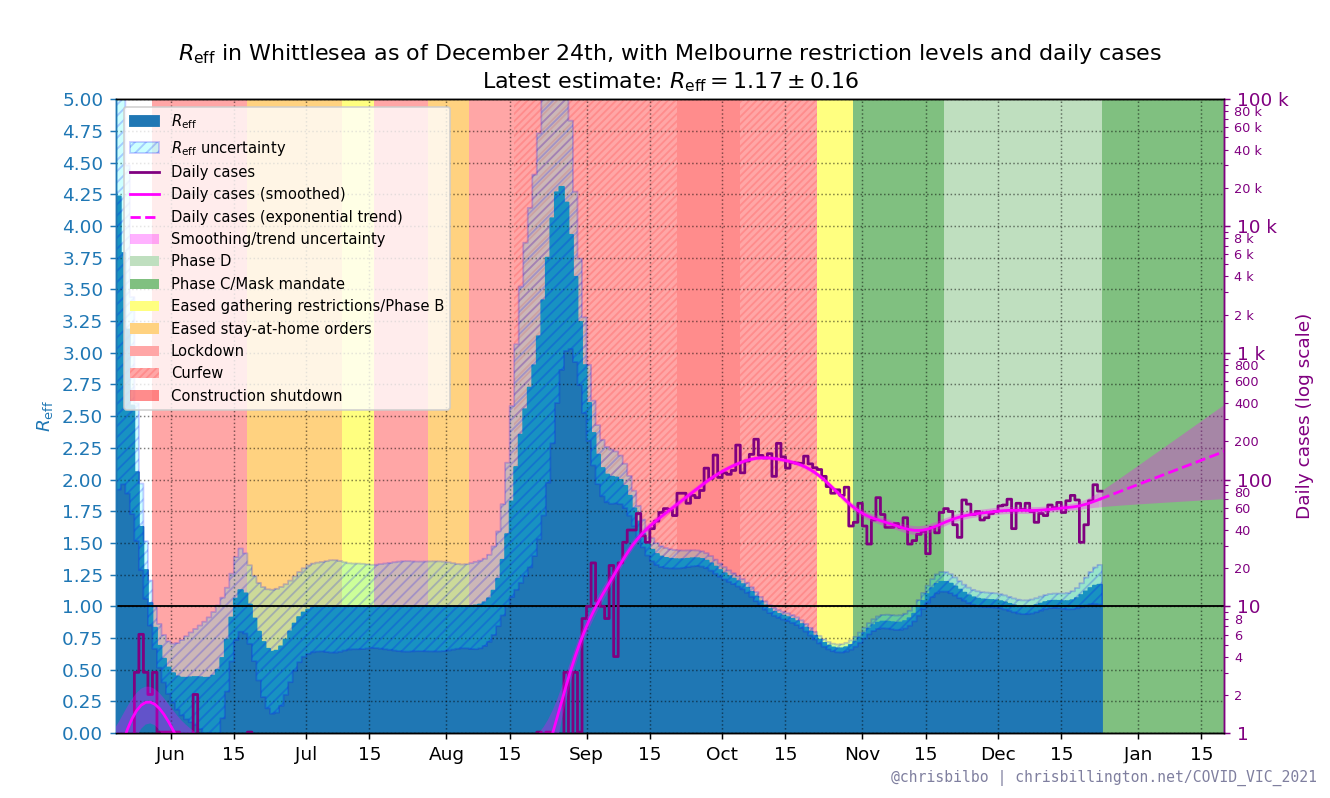 Reff in Whittlesea as of December 24th, with Melbourne restriction levels and daily cases
Latest estimate: Reff = 1.17 ± 0.16
5.00
4.75
4.50
4.25
4.00
3.75
3.50
3.25
3.00
2.75
2.50
2.25
2.00
1.75
1.50
1.25
1.00
0.75
0.50
0.25
0.00
Reff
Reff
Reff uncertainty
Daily cases
Daily cases (smoothed)
Daily cases (exponential trend)
Smoothing/trend uncertainty
Phase D
Phase C/Mask mandate
Eased gathering restrictions/Phase B
Eased stay-at-home orders
Lockdown
Curfew
Construction shutdown
100 k
80 k
60 k
40 k
20 k
10 k
8 k
6 k
4 k
2 k
1 k
800
600
400
200
100
80
60
40
20
10
8
6
4
2
1
Daily cases (log scale)
Jun 15 Jul 15 Aug 15 Sep 15 Oct 15 Nov 15 Dec 15 Jan 15
@chrisbilbo | chrisbillington.net/COVID_VIC_2021